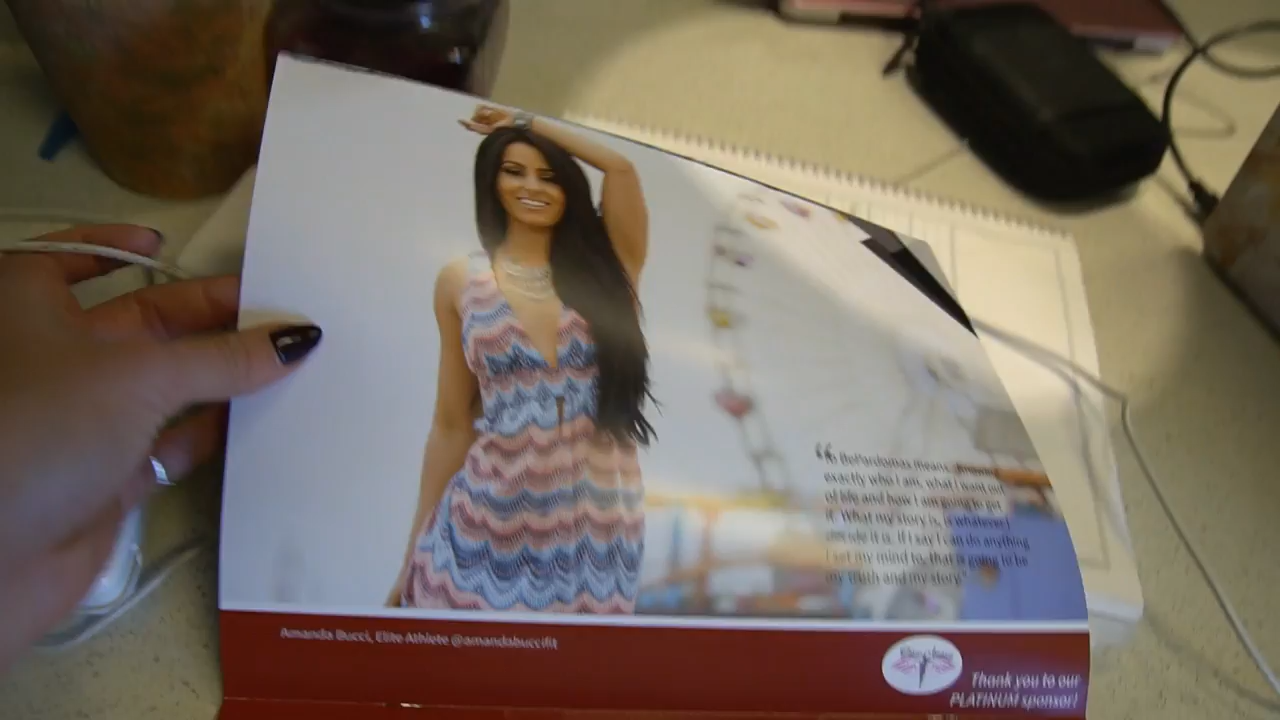 “ BePardomas means
exactly who I am, what I want out
of life and how I am going to get
it. What my story is, is whatever I
decide it is. If I say I can do anything
I set my mind to, that is going to be
my truth and my story."
Amanda Bucci, Elite Athlete @amandabuccifit
Thank you to our
PLATINUM sponsor!